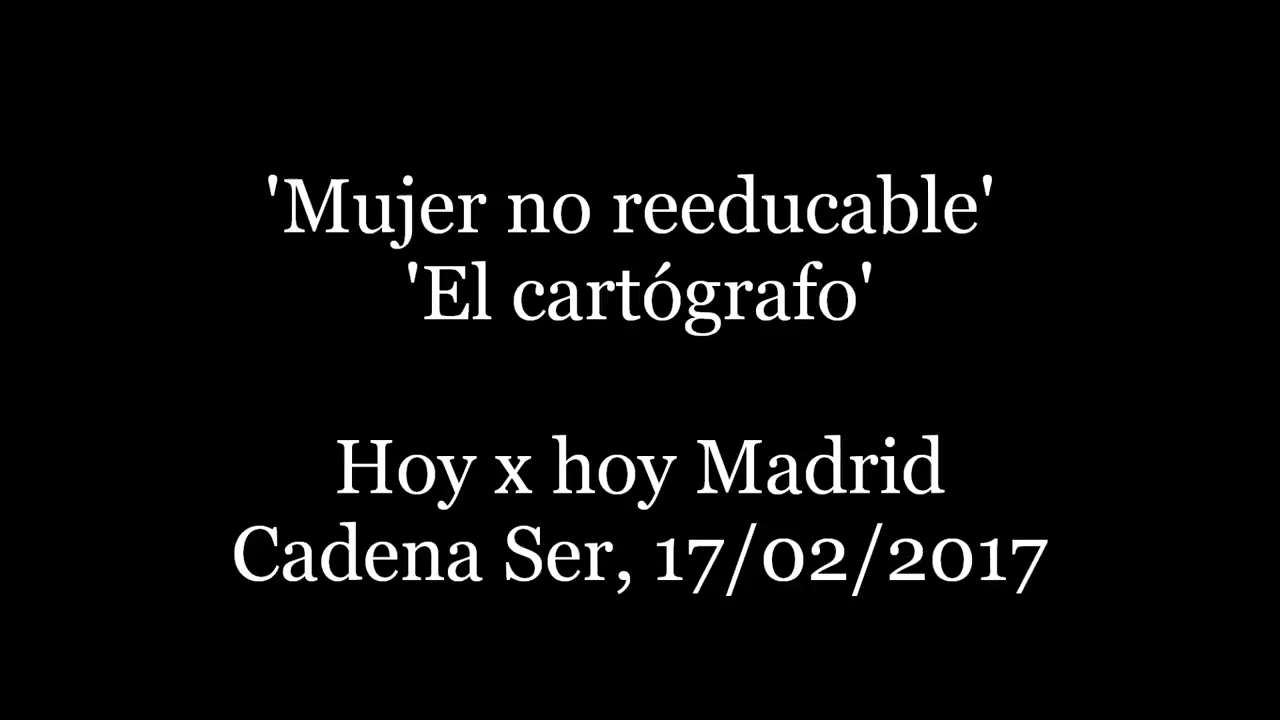 'Mujer no reeducable'
'El cartógrafo'
Hoy x hoy Madrid
Cadena Ser, 17/02/2017